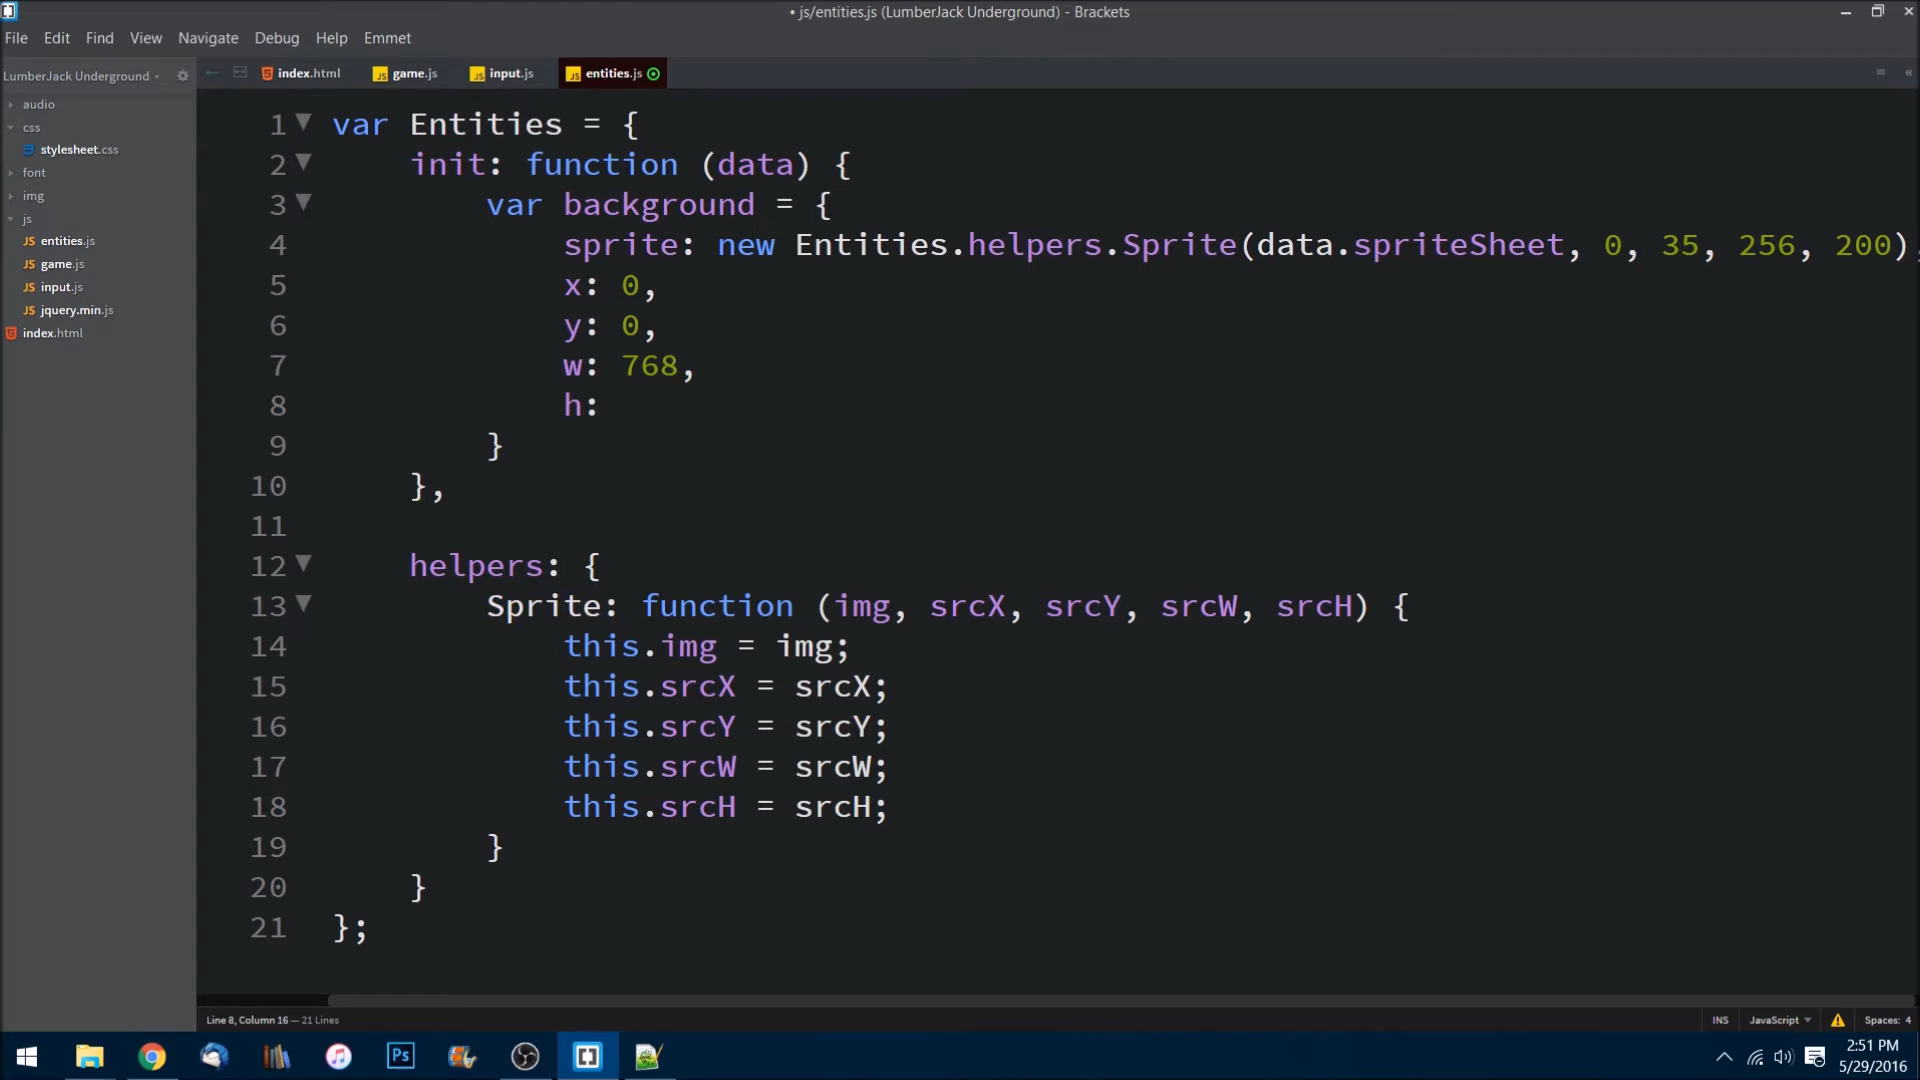 • js/entities.js (LumberJack Underground) - Brackets
File Edit Find View Navigate Debug Help Emmet
LumberJack Underground
index.html game.js input.js entities.js
audio
css
stylesheet.css
font
img
js
JS entities.js
JS game.js
JS input.js
JS jquery.min.js
index.html
1 var Entities = {
2 init: function (data) {
3 var background = {
4 sprite: new Entities.helpers.Sprite(data.spriteSheet, 0, 35, 256, 200),
5 x: 0,
6 y: 0,
7 w: 768,
8 h:
9 }
10 },
11
12 helpers: {
13 Sprite: function (img, srcX, srcY, srcW, srcH) {
14 this.img = img;
15 this.srcX = srcX;
16 this.srcY = srcY;
17 this.srcW = srcW;
18 this.srcH = srcH;
19 }
20 }
21 };
Line 8, Column 16 — 21 Lines
INS JavaScript Spaces: 4
Ps
2:51 PM
5/29/2016